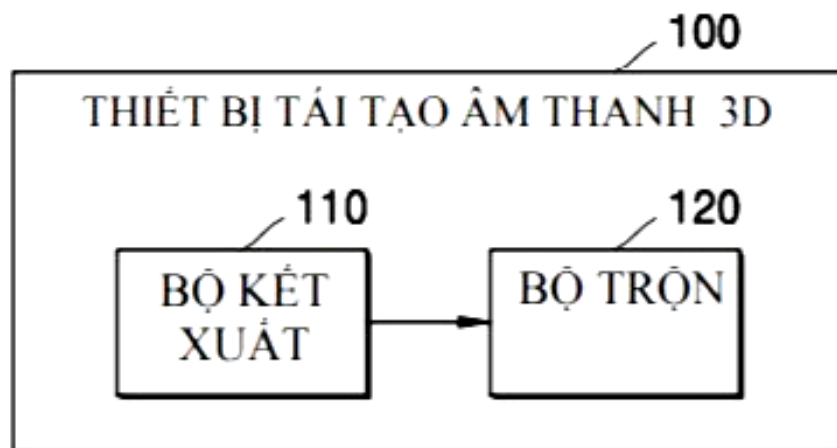 100
THIẾT BỊ TÁI TẠO ÂM THANH 3D
110
120
BỘ KẾT
XUẤT
BỘ TRỘN